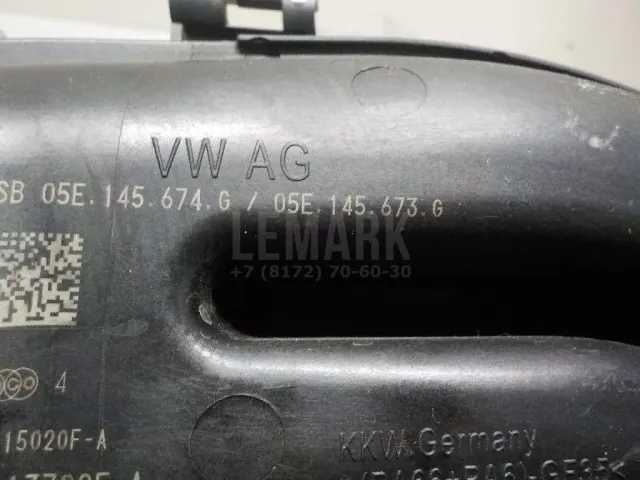 VW AG
SB 05E.145.674.G / 05E.145.673.G
LEMARK
+7 (8172) 70-60-30
4
15020F-A
KKW Germany